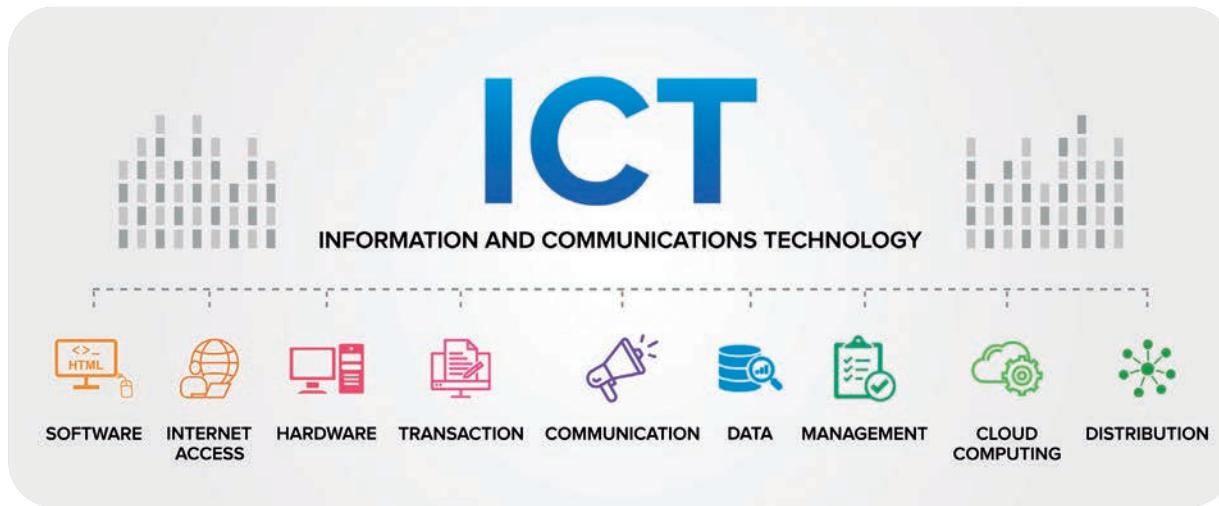 ICT
INFORMATION AND COMMUNICATIONS TECHNOLOGY
<>_
HTML
SOFTWARE
INTERNET
ACCESS
HARDWARE
TRANSACTION
COMMUNICATION
DATA
MANAGEMENT
CLOUD
COMPUTING
DISTRIBUTION